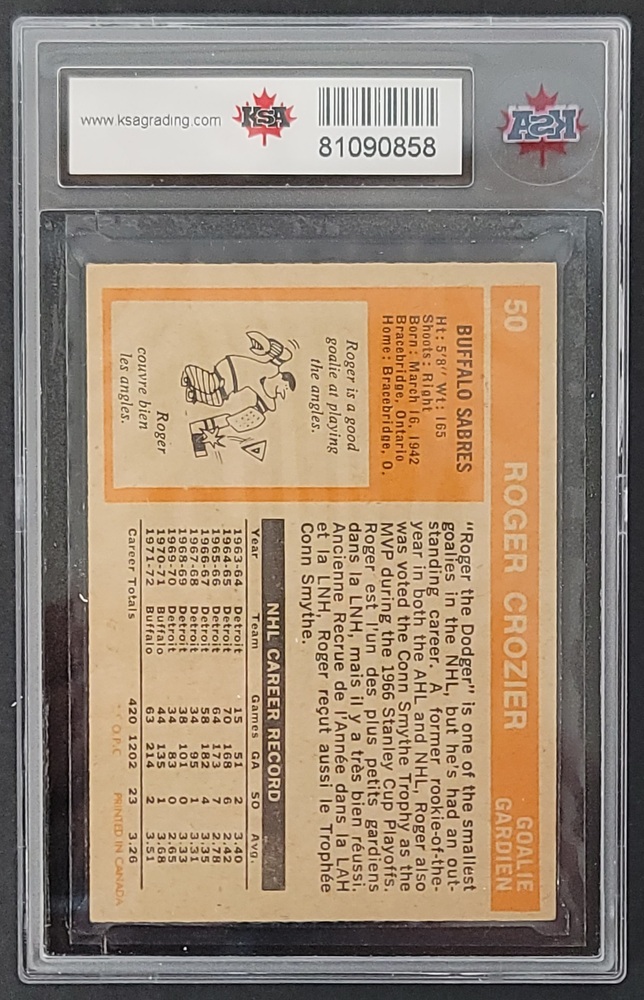 www.ksagrading.com
KSA
81090858
KSA
50 ROGER CROZIER GOALIE
GARDIEN
BUFFALO SABRES
Ht: 5'8" Wt: 165
Shoots: Right
Born: March 16, 1942
Bracebridge, Ontario
Home: Bracebridge, O.
Roger is a good
goalie at playing
the angles.
Roger
couvre bien
les angles.
"Roger the Dodger" is one of the smallest
goalies in the NHL, but he's had an out-
standing career. A former rookie-of-the-
year in both the AHL and NHL, Roger also
was voted the Conn Smythe Trophy as the
MVP during the 1966 Stanley Cup Playoffs.
Roger est l'un des plus petits gardiens
dans la LNH, mais il y a très bien réussi.
Ancienne Recrue de l'Année dans la LAH
et la LNH, Roger reçut aussi le Trophée
Conn Smythe.
NHL CAREER RECORD
Year Team Games GA SO Avg.
1963-64 Detroit 15 51 2 3.40
1964-65 Detroit 70 168 6 2.42
1965-66 Detroit 64 173 7 2.78
1966-67 Detroit 58 182 4 3.35
1967-68 Detroit 34 95 1 3.31
1968-69 Detroit 38 101 0 3.33
1969-70 Detroit 34 83 0 2.65
1970-71 Buffalo 44 135 1 3.68
1971-72 Buffalo 63 214 2 3.51
Career Totals 420 1202 23 3.26
O.P.C. PRINTED IN CANADA